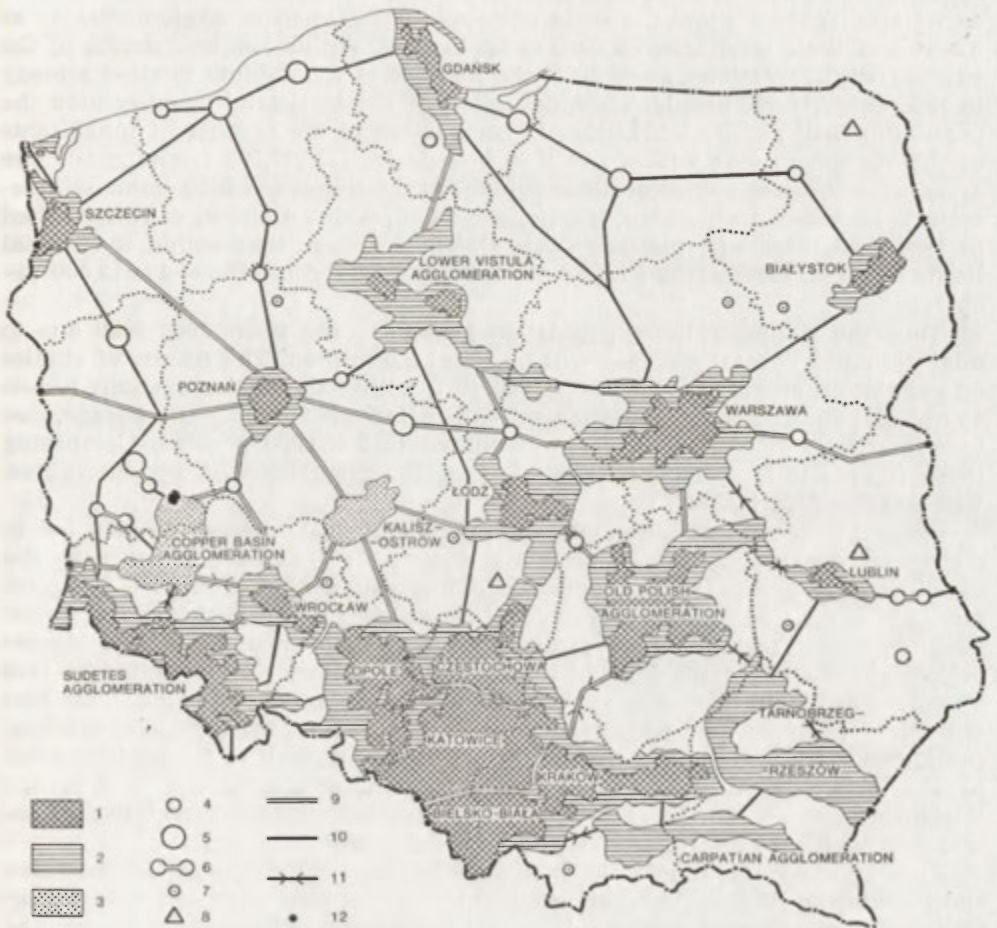 GDAŃSK
SZCZECIN
LOWER VISTULA
AGGLOMERATION
BIAŁYSTOK
POZNAŃ
WARSZAWA
ŁÓDŹ
KALISZ–
OSTRÓW
COPPER BASIN
AGGLOMERATION
LUBLIN
OLD POLISH
AGGLOMERATION
WROCŁAW
OPOLE
CZĘSTOCHOWA
SUDETES
AGGLOMERATION
TARNOBRZEG–
KATOWICE
RZESZÓW
KRAKÓW
BIELSKO-BIAŁA
CARPATIAN AGGLOMERATION
1
2
3
4
5
6
7
8
9
10
11
12